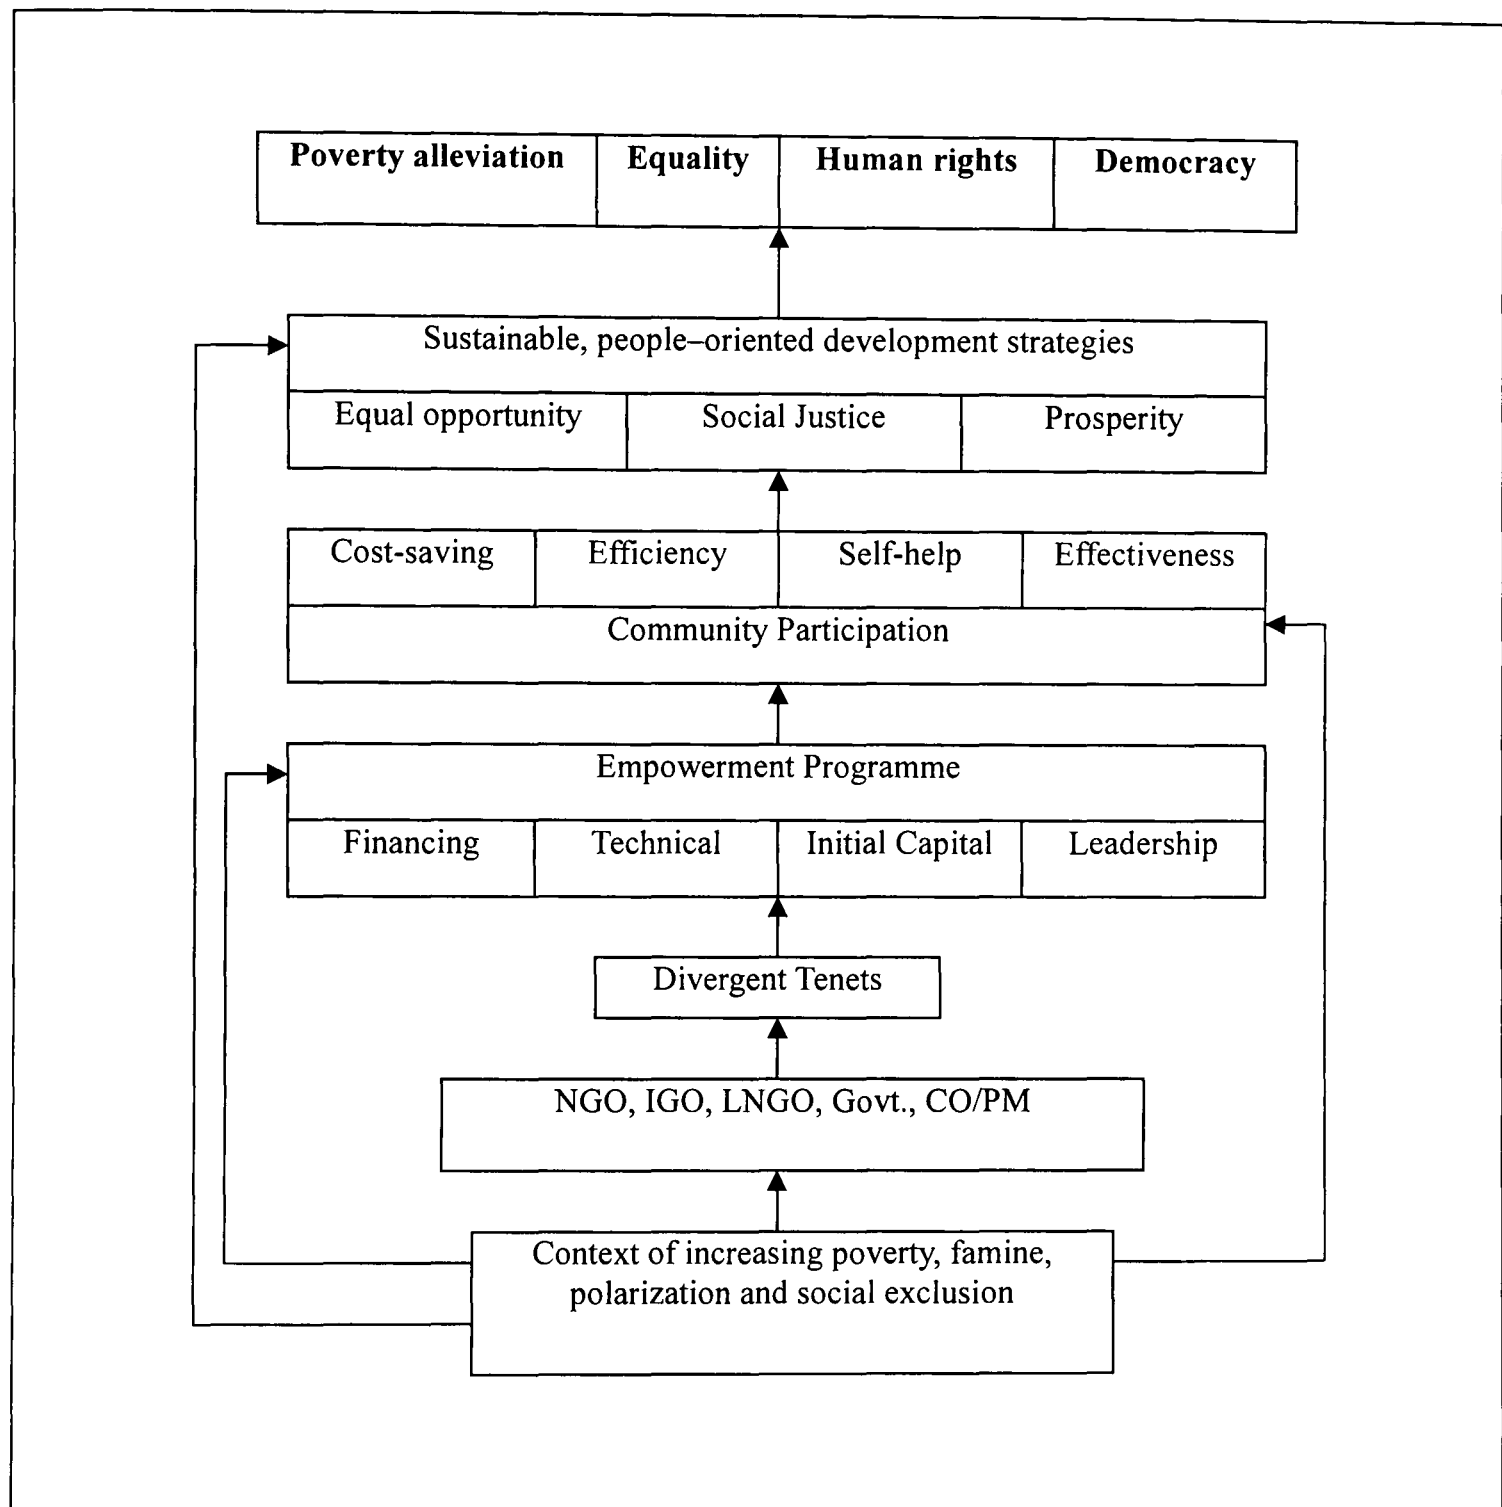 Poverty alleviation Equality Human rights Democracy
Sustainable, people–oriented development strategies
Equal opportunity Social Justice Prosperity
Cost-saving Efficiency Self-help Effectiveness
Community Participation
Empowerment Programme
Financing Technical Initial Capital Leadership
Divergent Tenets
NGO, IGO, LNGO, Govt., CO/PM
Context of increasing poverty, famine,
polarization and social exclusion